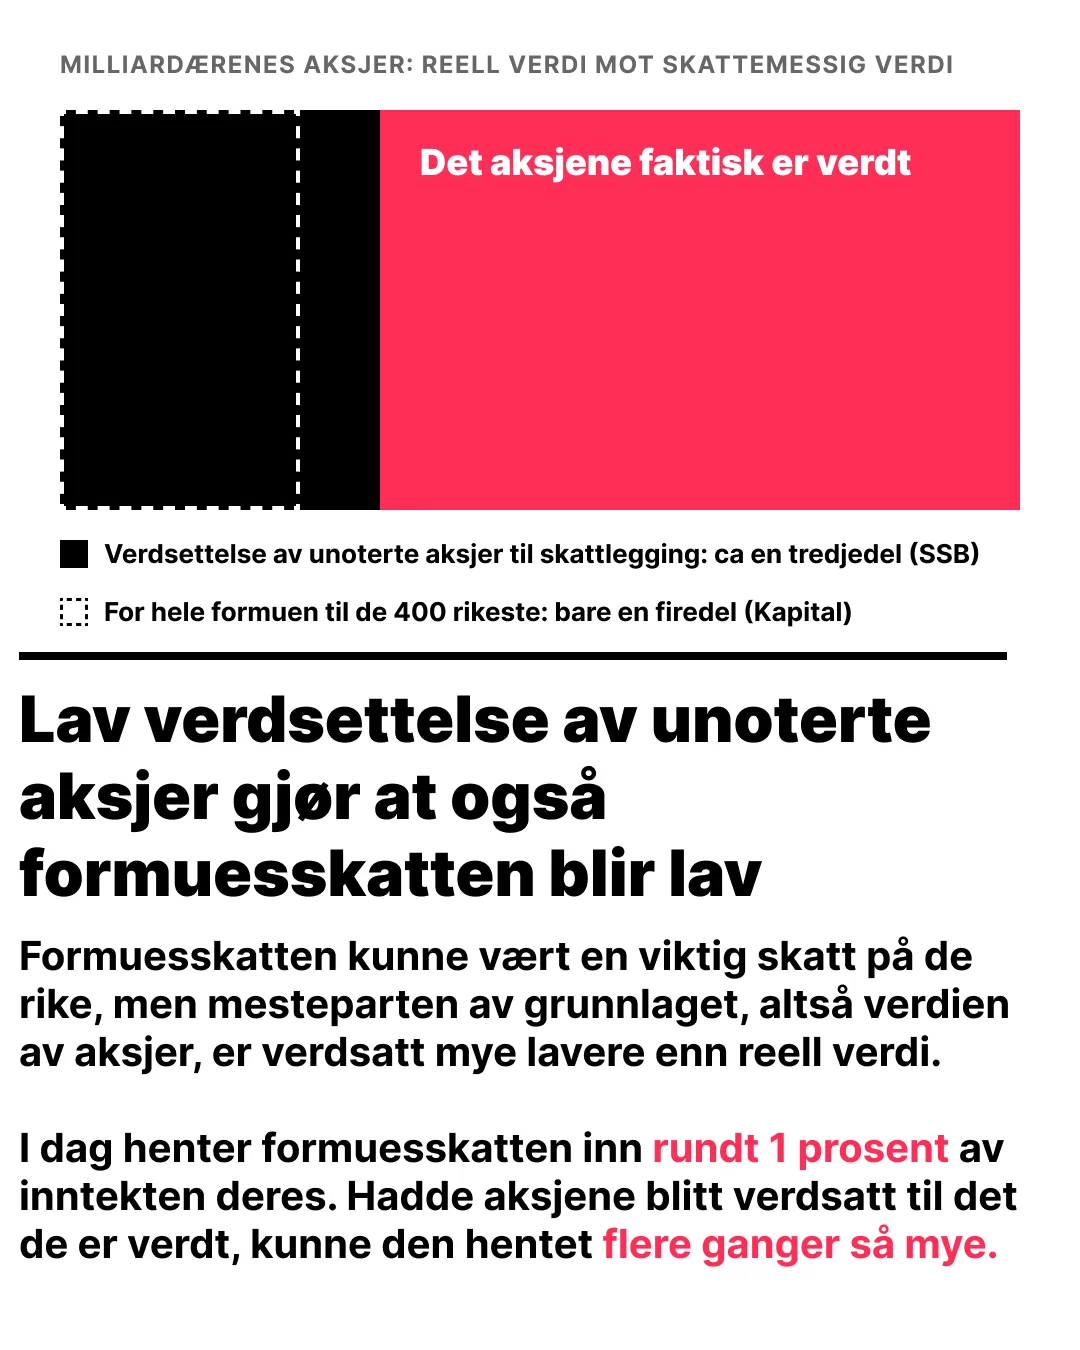 MILLIARDÆRENES AKSJER: REELL VERDI MOT SKATTEMESSIG VERDI
Det aksjene faktisk er verdt
Verdsettelse av unoterte aksjer til skattlegging: ca en tredjedel (SSB)
For hele formuen til de 400 rikeste: bare en firedel (Kapital)
Lav verdsettelse av unoterte
aksjer gjør at også
formuesskatten blir lav
Formuesskatten kunne vært en viktig skatt på de
rike, men mesteparten av grunnlaget, altså verdien
av aksjer, er verdsatt mye lavere enn reell verdi.
I dag henter formuesskatten inn rundt 1 prosent av
inntekten deres. Hadde aksjene blitt verdsatt til det
de er verdt, kunne den hentet flere ganger så mye.